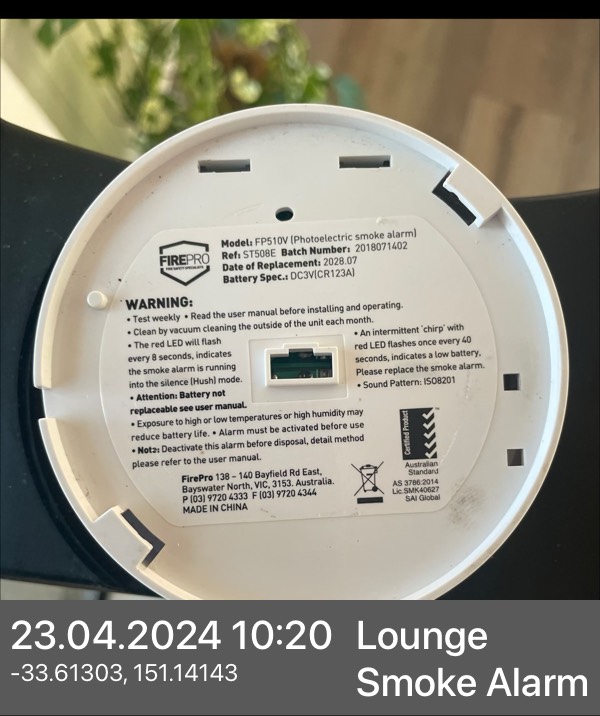 FIREPRO
FIRE SAFETY SPECIALISTS
Model: FP510V (Photoelectric smoke alarm)
Ref: ST508E Batch Number: 2018071402
Date of Replacement: 2028.07
Battery Spec.: DC3V(CR123A)
WARNING:
• Test weekly • Read the user manual before installing and operating.
• Clean by vacuum cleaning the outside of the unit each month.
• The red LED will flash
every 8 seconds, indicates
the smoke alarm is running
into the silence (Hush) mode.
• Attention: Battery not
replaceable see user manual.
• An intermittent 'chirp' with
red LED flashes once every 40
seconds, indicates a low battery,
Please replace the smoke alarm.
• Sound Pattern: ISO8201
• Exposure to high or low temperatures or high humidity may
reduce battery life. • Alarm must be activated before use
• Note: Deactivate this alarm before disposal, detail method
please refer to the user manual.
FirePro 138 – 140 Bayfield Rd East,
Bayswater North, VIC, 3153. Australia.
P (03) 9720 4333 F (03) 9720 4344
MADE IN CHINA
Certified Product
TM
Australian
Standard
AS 3786:2014
Lic.SMK40627
SAI Global
23.04.2024 10:20
-33.61303, 151.14143
Lounge
Smoke Alarm